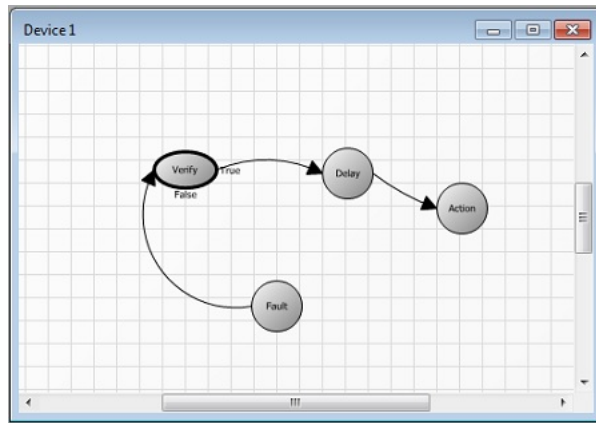 Device 1
Verify
True
Delay
False
Action
Fault